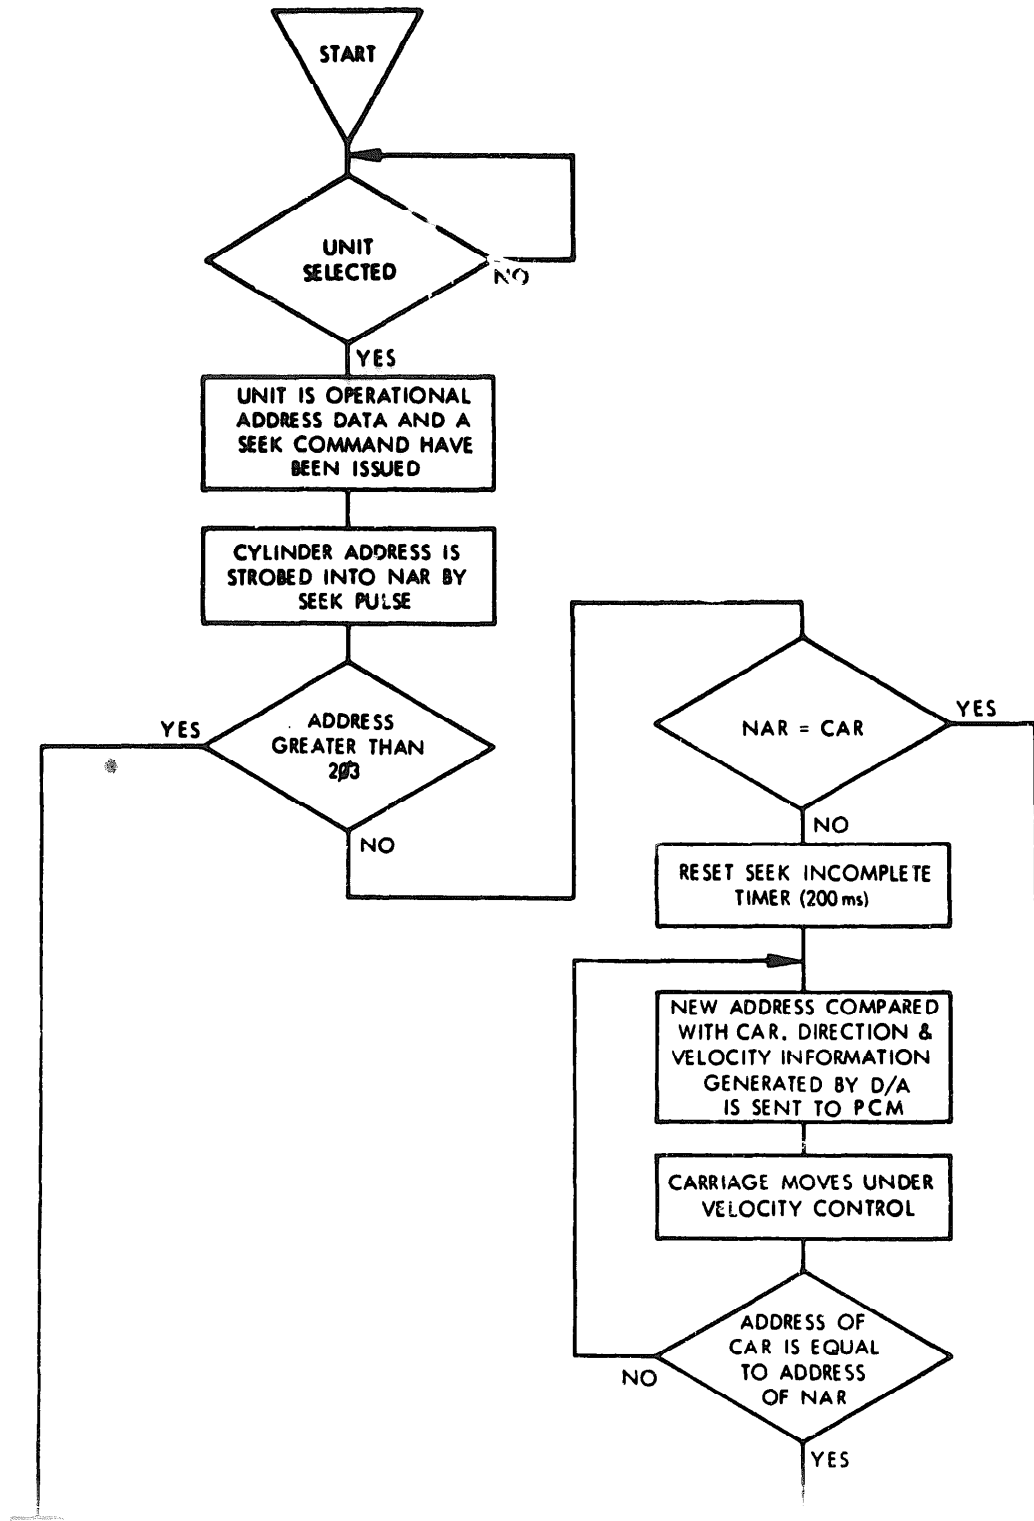 START
UNIT
SELECTED
NO
YES
UNIT IS OPERATIONAL
ADDRESS DATA AND A
SEEK COMMAND HAVE
BEEN ISSUED
CYLINDER ADDRESS IS
STROBED INTO NAR BY
SEEK PULSE
ADDRESS
GREATER THAN
2Ø3
YES
NO
NAR = CAR
YES
NO
RESET SEEK INCOMPLETE
TIMER (200 ms)
NEW ADDRESS COMPARED
WITH CAR. DIRECTION &
VELOCITY INFORMATION
GENERATED BY D/A
IS SENT TO PCM
CARRIAGE MOVES UNDER
VELOCITY CONTROL
ADDRESS OF
CAR IS EQUAL
TO ADDRESS
OF NAR
NO
YES